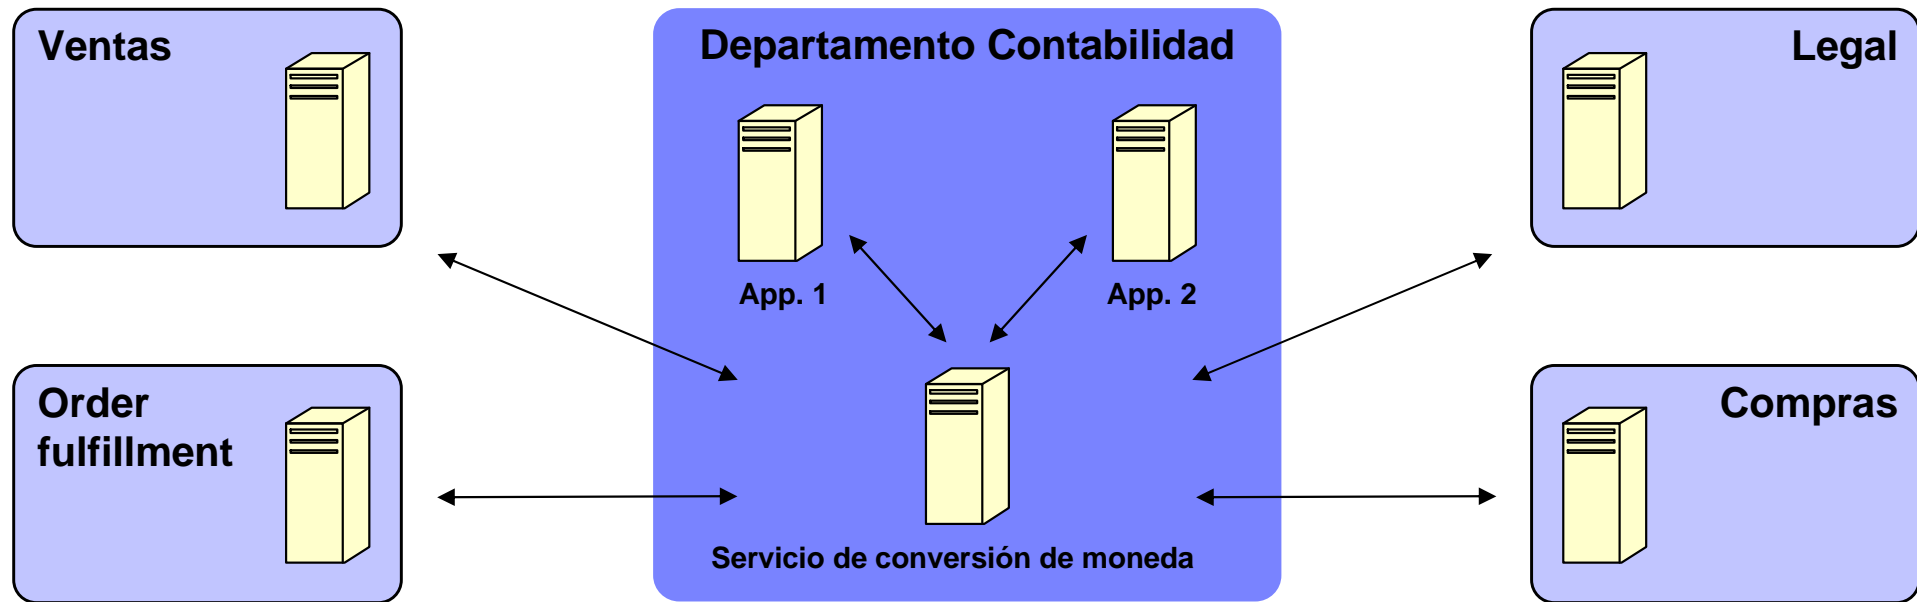 Ventas
Departamento Contabilidad
Legal
App. 1
App. 2
Order
fulfillment
Compras
Servicio de conversión de moneda